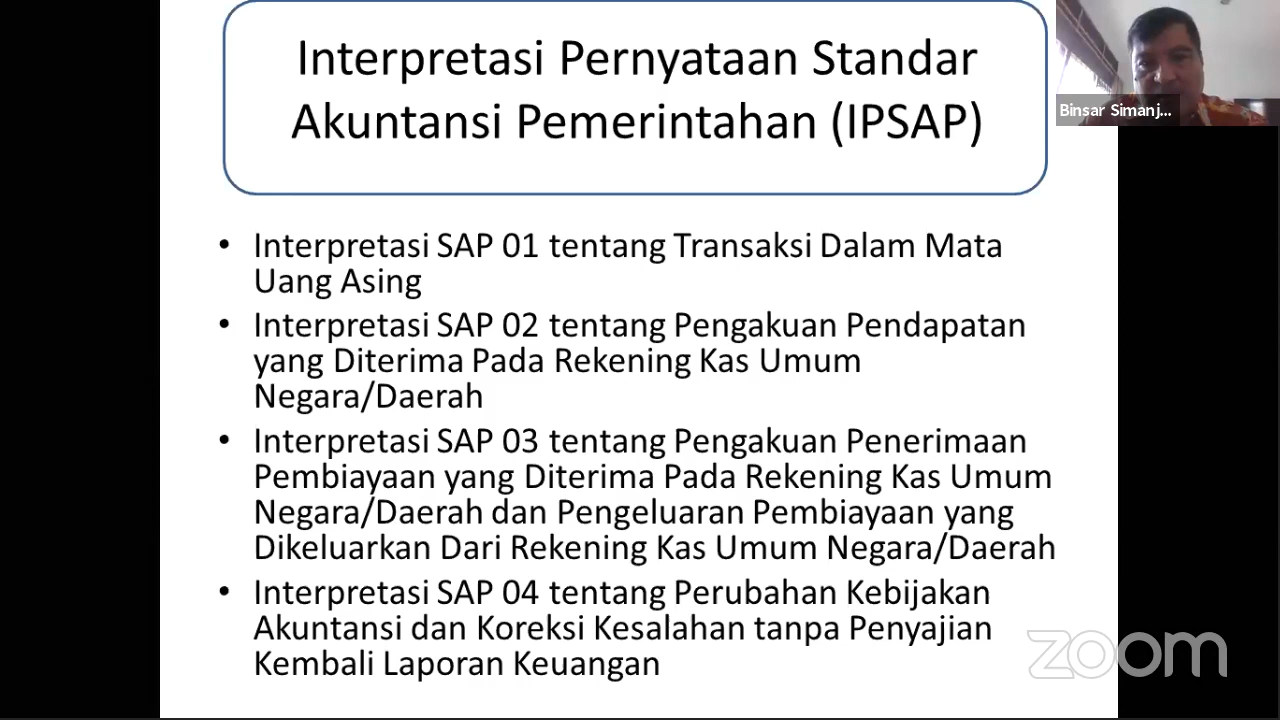 Interpretasi Pernyataan Standar
Akuntansi Pemerintahan (IPSAP)
Binsar Simanj...
• Interpretasi SAP 01 tentang Transaksi Dalam Mata
Uang Asing
• Interpretasi SAP 02 tentang Pengakuan Pendapatan
yang Diterima Pada Rekening Kas Umum
Negara/Daerah
• Interpretasi SAP 03 tentang Pengakuan Penerimaan
Pembiayaan yang Diterima Pada Rekening Kas Umum
Negara/Daerah dan Pengeluaran Pembiayaan yang
Dikeluarkan Dari Rekening Kas Umum Negara/Daerah
• Interpretasi SAP 04 tentang Perubahan Kebijakan
Akuntansi dan Koreksi Kesalahan tanpa Penyajian
Kembali Laporan Keuangan
zoom